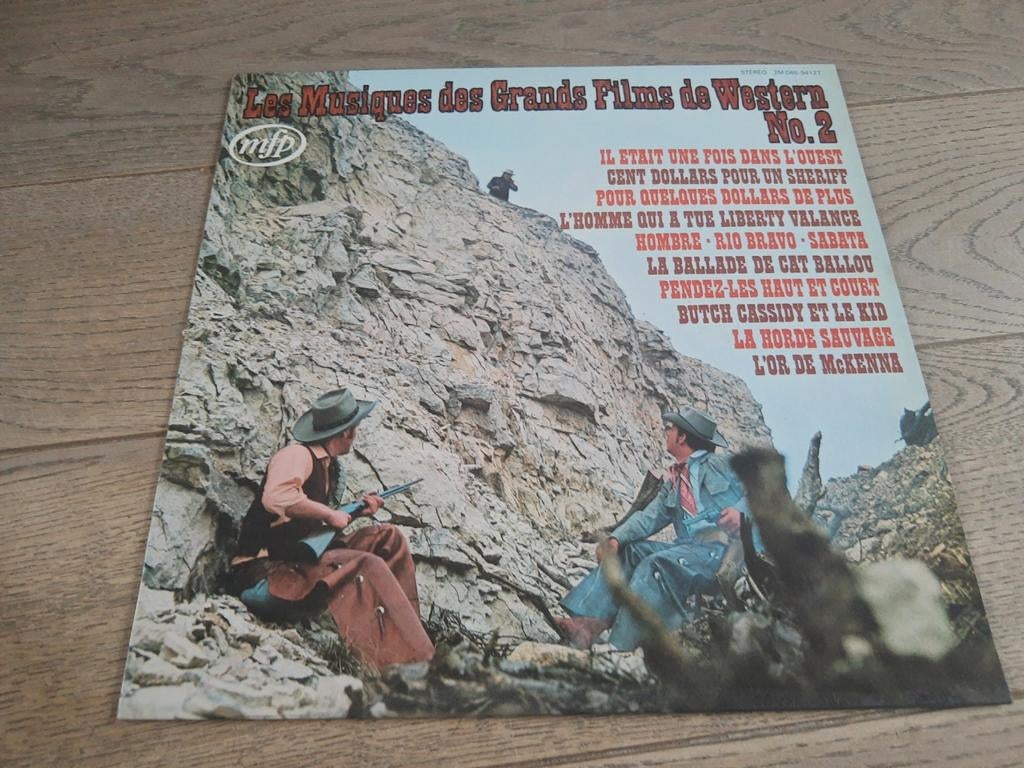 STEREO 2M 046-94127
Les Musiques des Grands Films de Western
No. 2
mfp
IL ETAIT UNE FOIS DANS L'OUEST
CENT DOLLARS POUR UN SHERIFF
POUR QUELQUES DOLLARS DE PLUS
L'HOMME QUI A TUE LIBERTY VALANCE
HOMBRE · RIO BRAVO · SABATA
LA BALLADE DE CAT BALLOU
PENDEZ-LES HAUT ET COURT
BUTCH CASSIDY ET LE KID
LA HORDE SAUVAGE
L'OR DE McKENNA